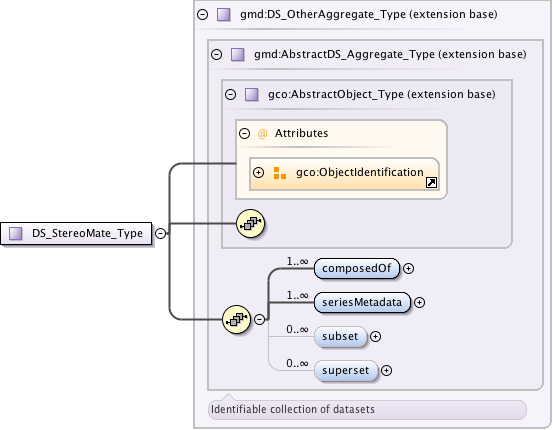 gmd:DS_OtherAggregate_Type (extension base)
gmd:AbstractDS_Aggregate_Type (extension base)
gco:AbstractObject_Type (extension base)
@ Attributes
gco:ObjectIdentification
DS_StereoMate_Type
1..∞ composedOf
1..∞ seriesMetadata
0..∞ subset
0..∞ superset
Identifiable collection of datasets